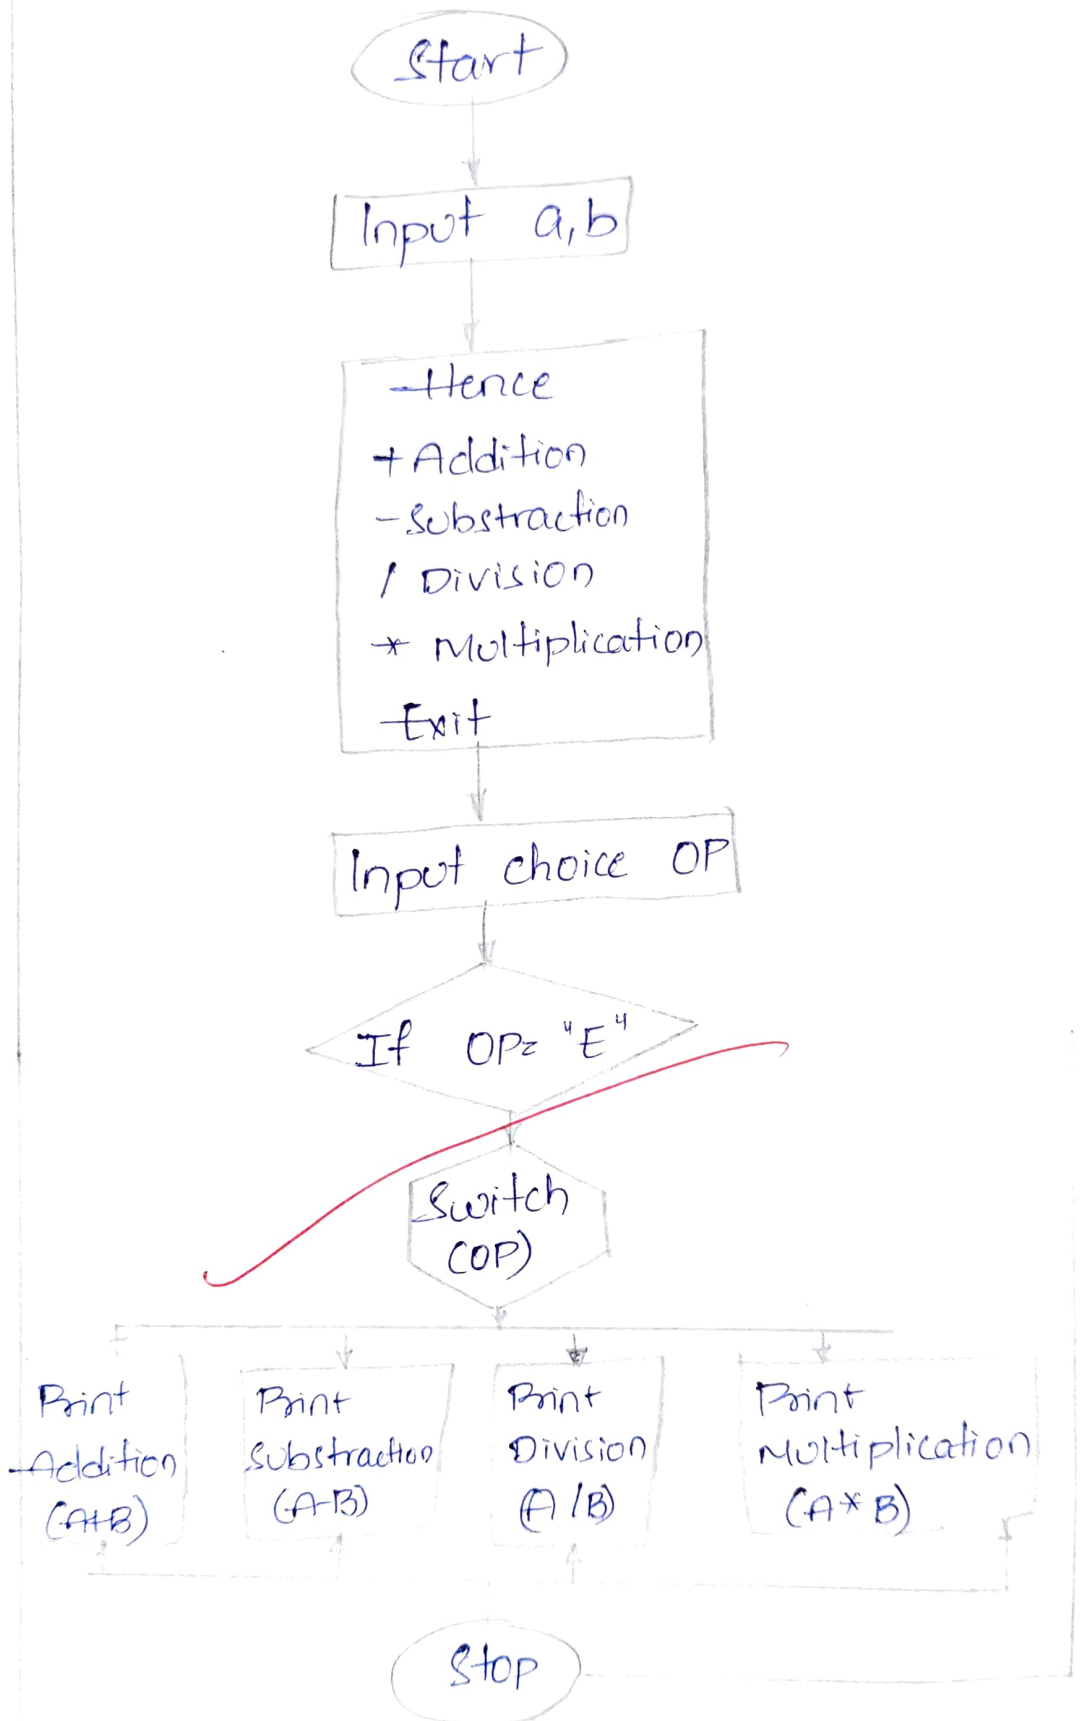 Start
Input a,b
Hence
+ Addition
- Substraction
/ Division
* Multiplication
Exit
Input choice OP
If OP= "E"
Switch
(OP)
Print
Addition
(A+B)
Print
Substraction
(A-B)
Print
Division
(A/B)
Print
Multiplication
(A*B)
Stop